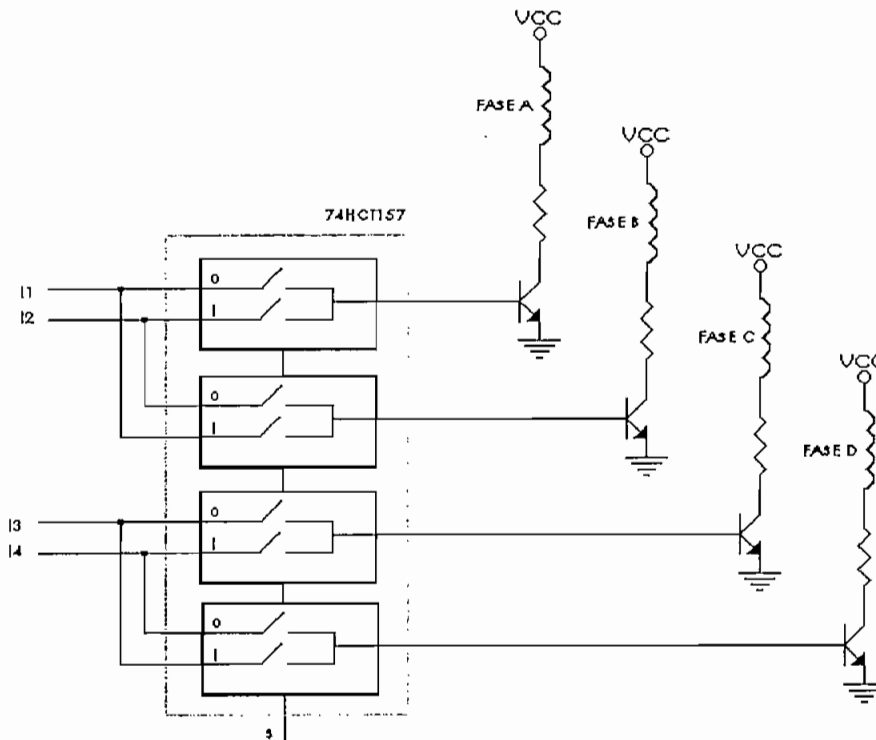 VCC
FASE A
VCC
FASE B
74HCT157
VCC
FASE C
VCC
FASE D
I1
I2
I3
I4
0
1
0
1
0
1
0
1
S